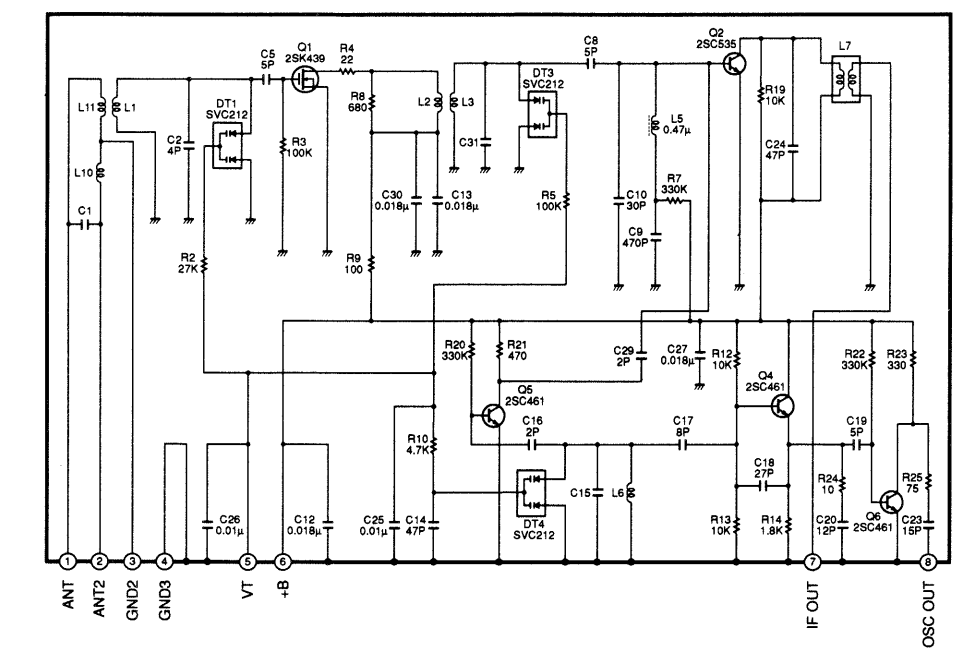 C5
5P
Q1
2SK439
R4
22
C8
5P
Q2
2SC535
L7
L11
L1
DT1
SVC212
R8
680
L2
L3
DT3
SVC212
R19
10K
C2
4P
R3
100K
C31
L5
0.47μ
C24
47P
L10
R7
330K
C30
0.018μ
C13
0.018μ
R5
100K
C10
30P
C1
C9
470P
R2
27K
R9
100
R20
330K
R21
470
C29
2P
C27
0.018μ
R12
10K
R22
330K
R23
330
Q5
2SC461
Q4
2SC461
C16
2P
C17
8P
C19
5P
R10
4.7K
C18
27P
R24
10
R25
75
C15
L6
C26
0.01μ
C12
0.018μ
C25
0.01μ
C14
47P
DT4
SVC212
R13
10K
R14
1.8K
C20
12P
Q6
2SC461
C23
15P
1
2
3
4
5
6
7
8
ANT
ANT2
GND2
GND3
VT
+B
IF OUT
OSC OUT